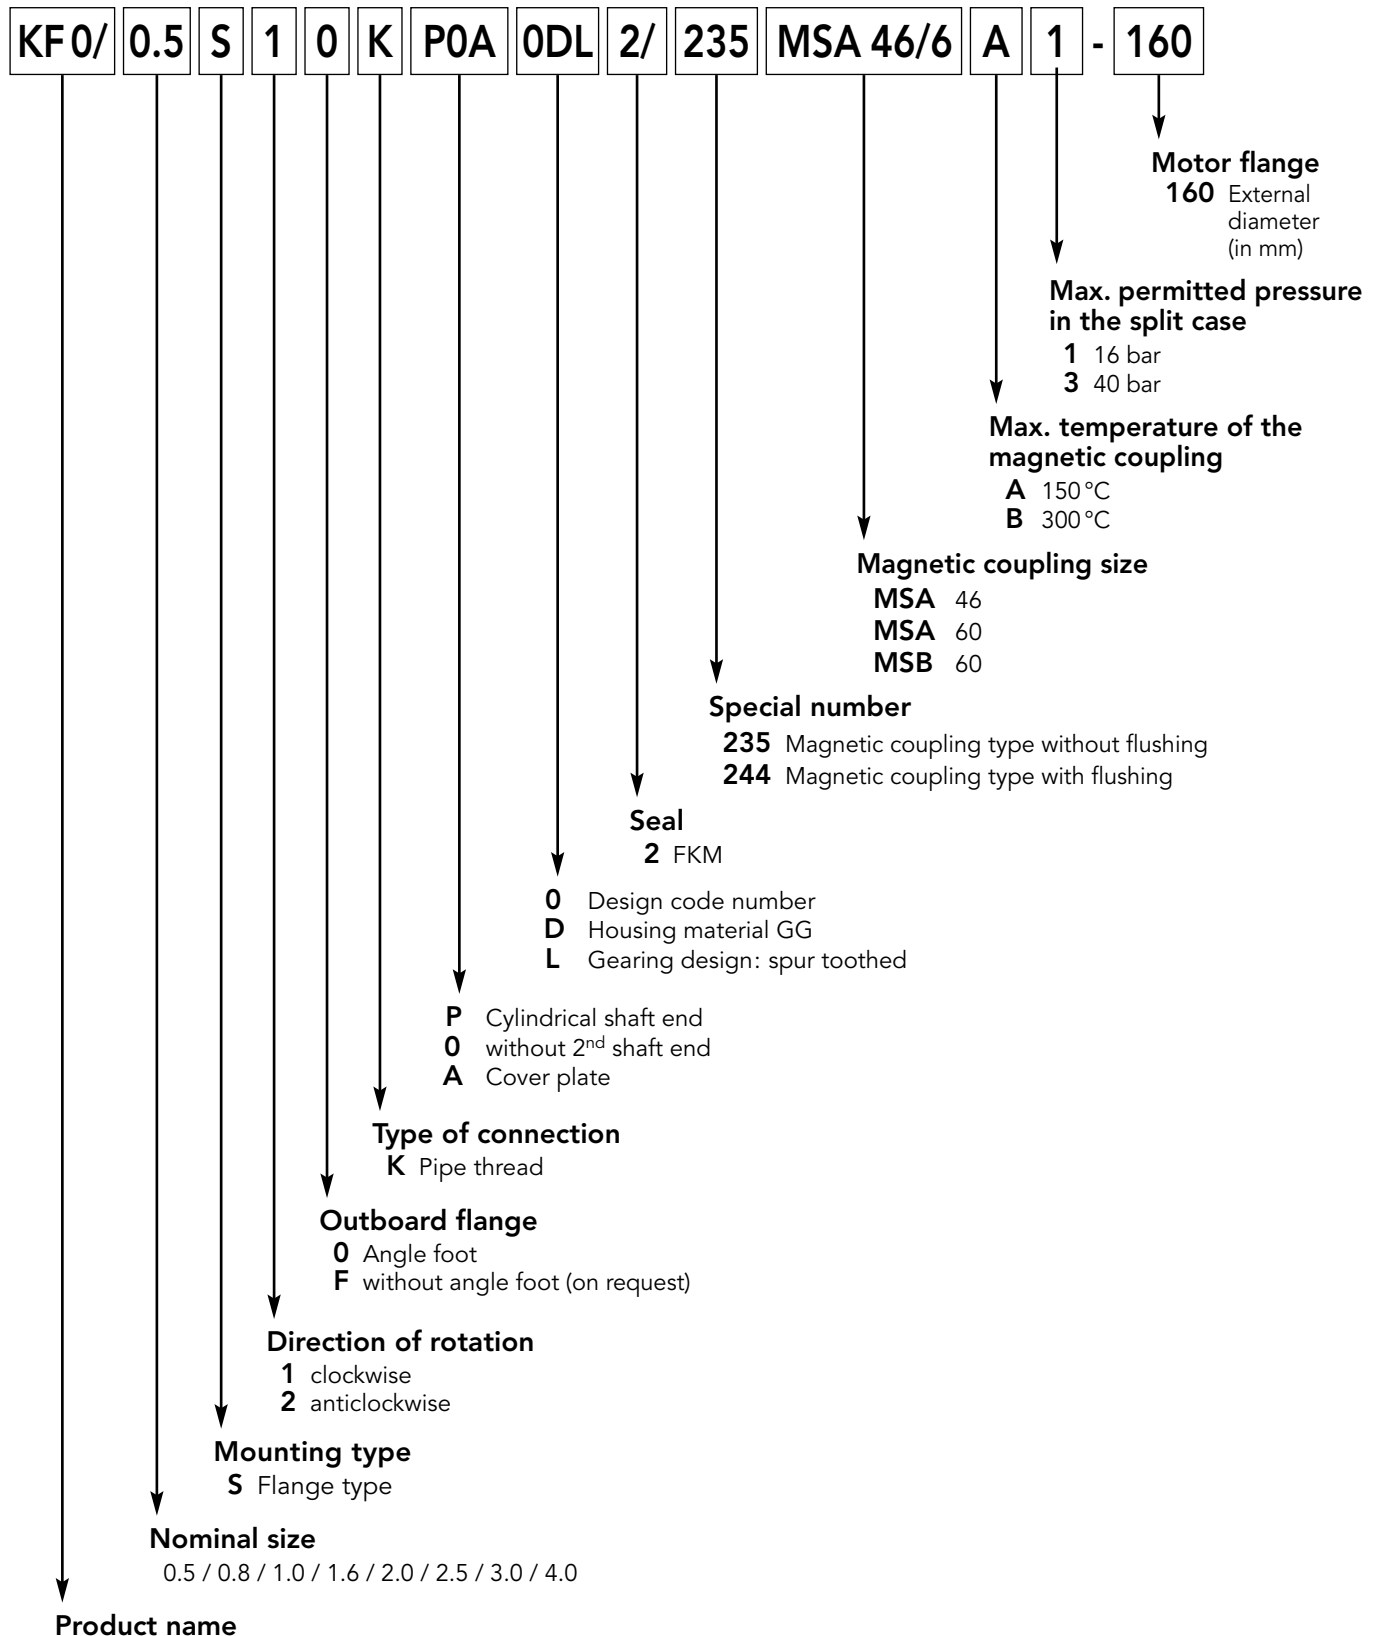 KF0/ 0.5 S 1 0 K P0A 0DL 2/ 235 MSA 46/6 A 1 - 160
Motor flange
160 External
diameter
(in mm)
Max. permitted pressure
in the split case
1 16 bar
3 40 bar
Max. temperature of the
magnetic coupling
A 150 °C
B 300 °C
Magnetic coupling size
MSA 46
MSA 60
MSB 60
Special number
235 Magnetic coupling type without flushing
244 Magnetic coupling type with flushing
Seal
2 FKM
0 Design code number
D Housing material GG
L Gearing design: spur toothed
P Cylindrical shaft end
0 without 2nd shaft end
A Cover plate
Type of connection
K Pipe thread
Outboard flange
0 Angle foot
F without angle foot (on request)
Direction of rotation
1 clockwise
2 anticlockwise
Mounting type
S Flange type
Nominal size
0.5 / 0.8 / 1.0 / 1.6 / 2.0 / 2.5 / 3.0 / 4.0
Product name